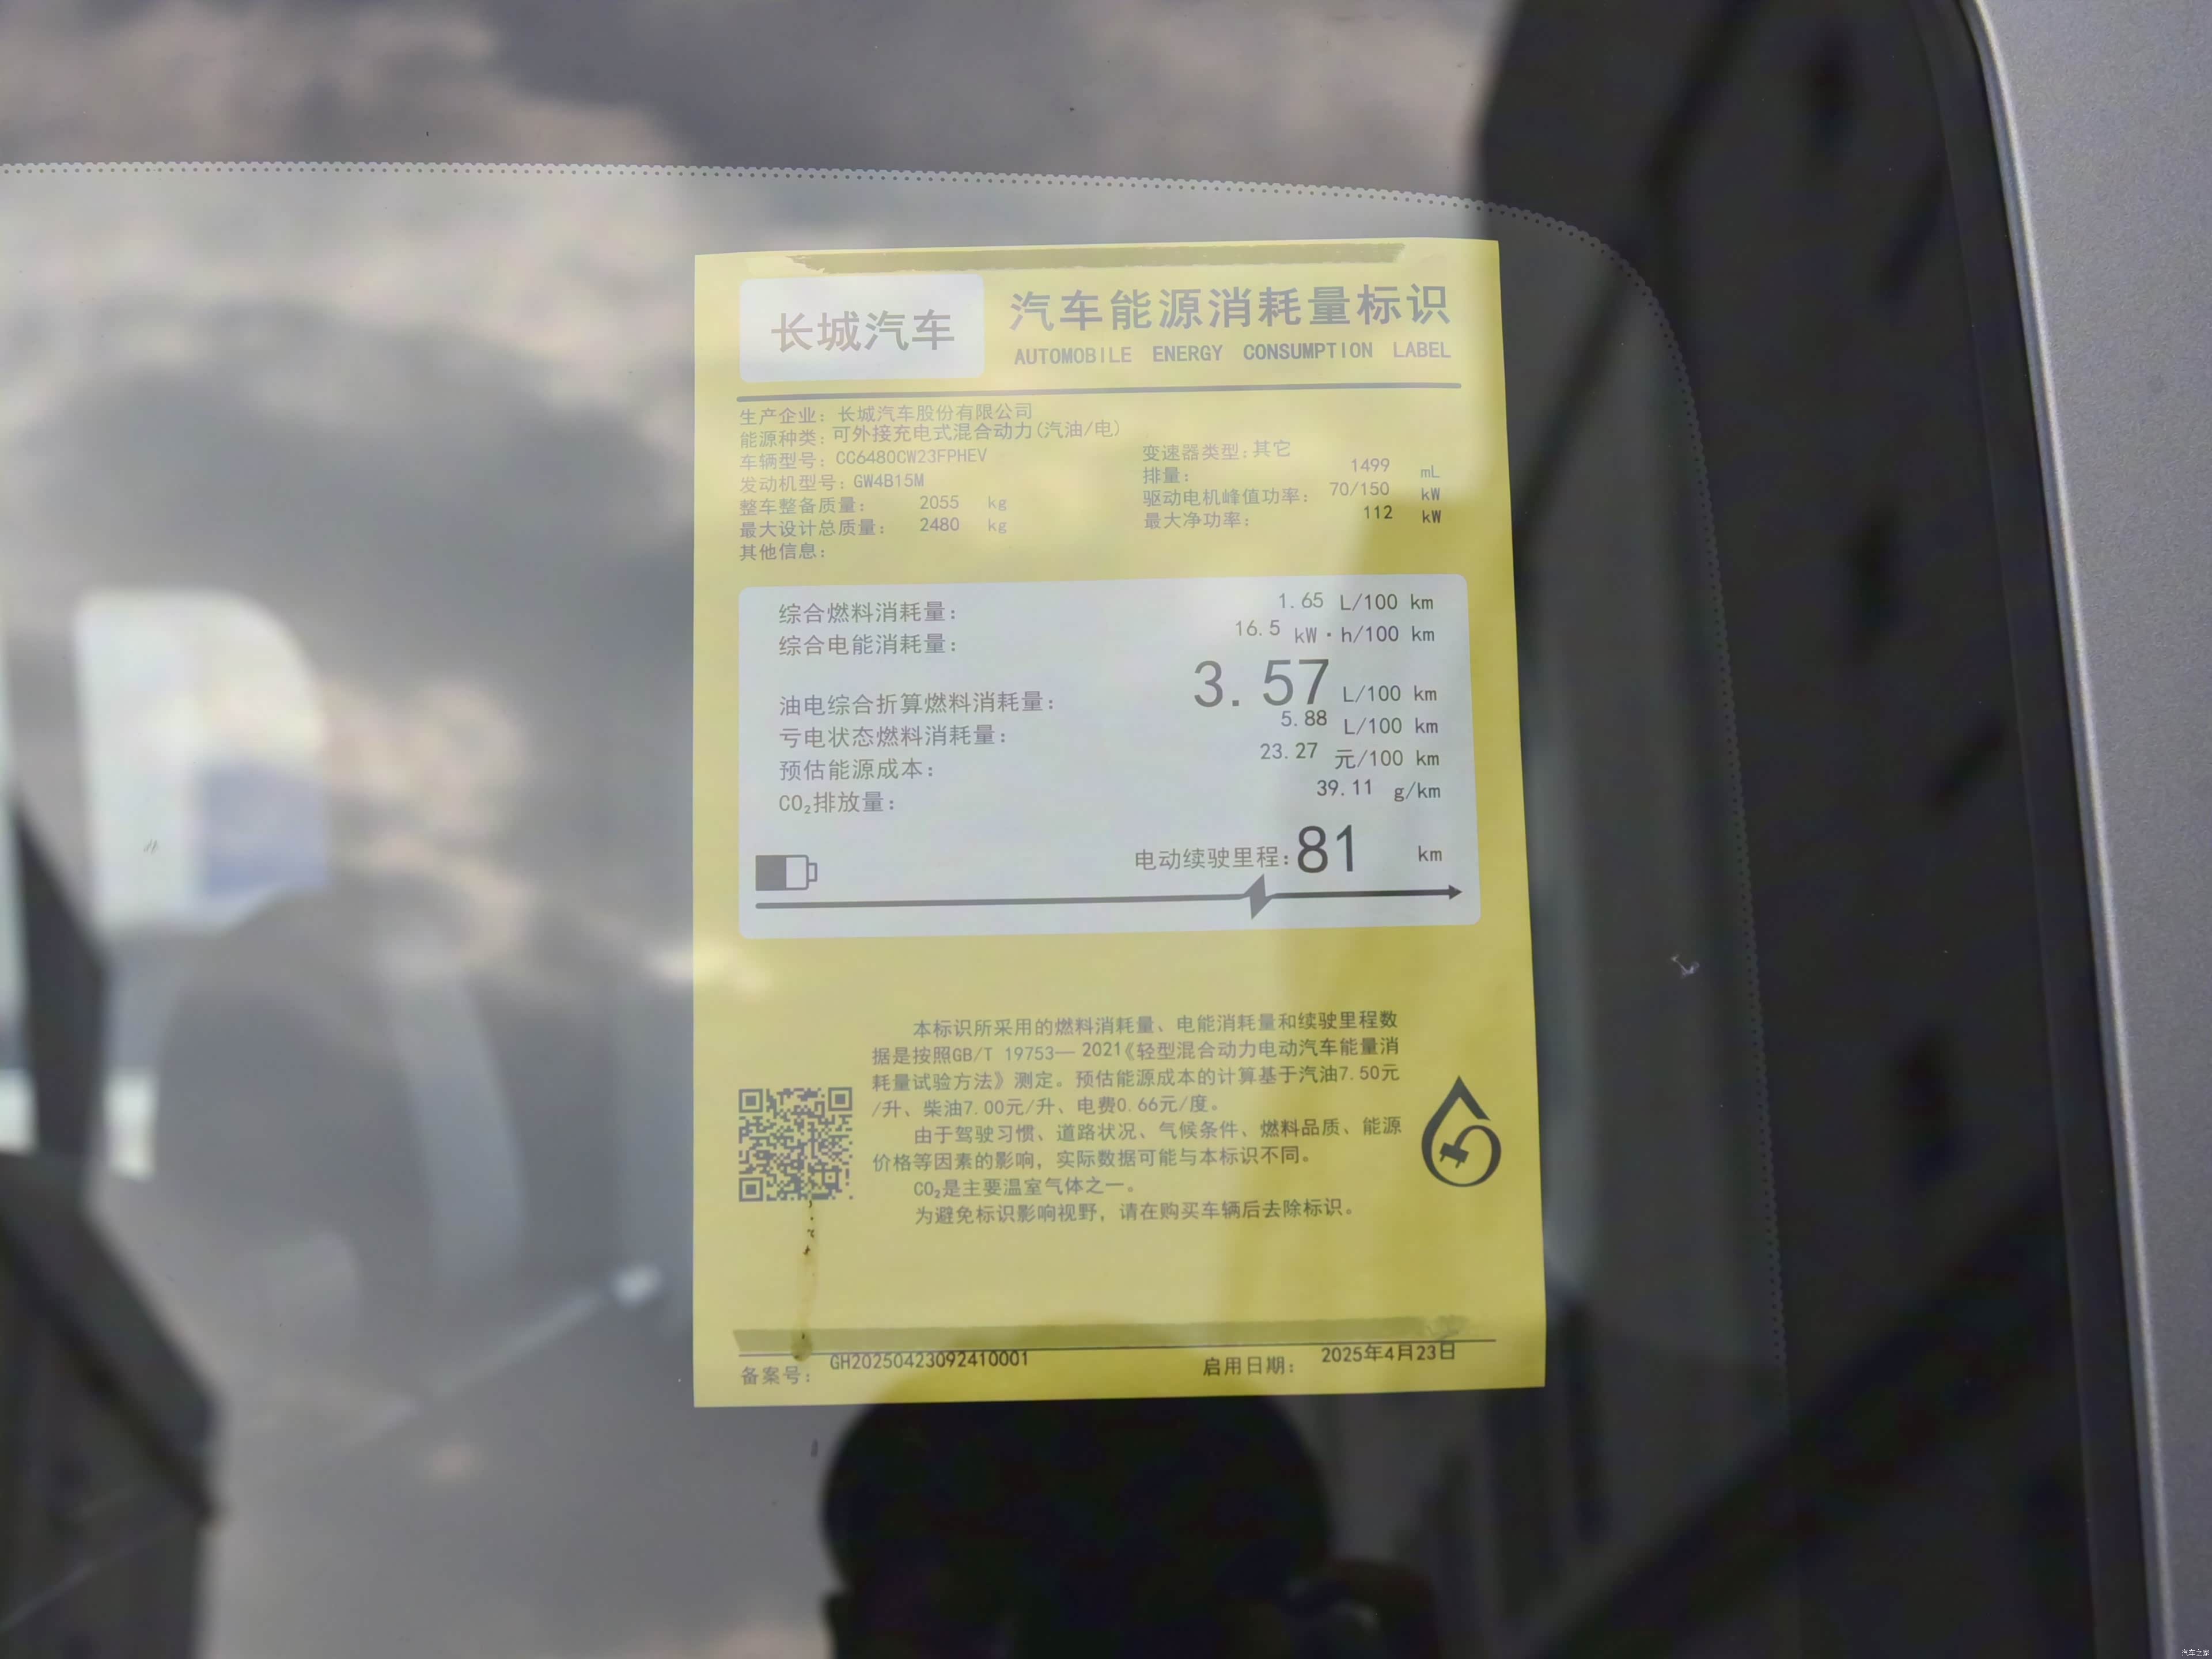 长城汽车
汽车能源消耗量标识
AUTOMOBILE ENERGY CONSUMPTION LABEL
生产企业：长城汽车股份有限公司
能源种类：可外接充电式混合动力(汽油/电)
车辆型号：CC6480CW23FPHEV 变速器类型：其它
发动机型号：GW4B15M 排量： 1499 mL
整车整备质量： 2055 kg 驱动电机峰值功率： 70/150 kW
最大设计总质量： 2480 kg 最大净功率： 112 kW
其他信息：
综合燃料消耗量： 1.65 L/100 km
综合电能消耗量： 16.5 kW·h/100 km
油电综合折算燃料消耗量： 3.57 L/100 km
亏电状态燃料消耗量： 5.88 L/100 km
预估能源成本： 23.27 元/100 km
CO₂排放量： 39.11 g/km
电动续驶里程：81 km
本标识所采用的燃料消耗量、电能消耗量和续驶里程数
据是按照GB/T 19753— 2021《轻型混合动力电动汽车能量消
耗量试验方法》测定。预估能源成本的计算基于汽油7.50元
/升、柴油7.00元/升、电费0.66元/度。
由于驾驶习惯、道路状况、气候条件、燃料品质、能源
价格等因素的影响，实际数据可能与本标识不同。
CO₂是主要温室气体之一。
为避免标识影响视野，请在购买车辆后去除标识。
备案号： GH20250423092410001 启用日期： 2025年4月23日
汽车之家